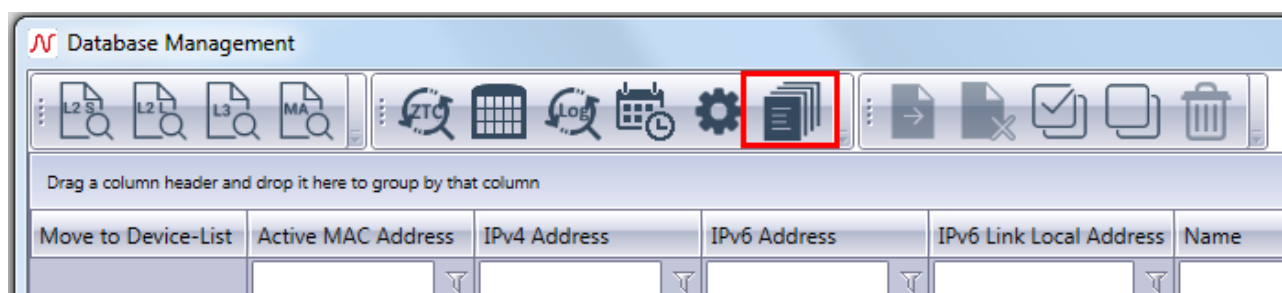 Database Management
L2 S L2 L L3 MA ZTC Log
Drag a column header and drop it here to group by that column
Move to Device-List Active MAC Address IPv4 Address IPv6 Address IPv6 Link Local Address Name